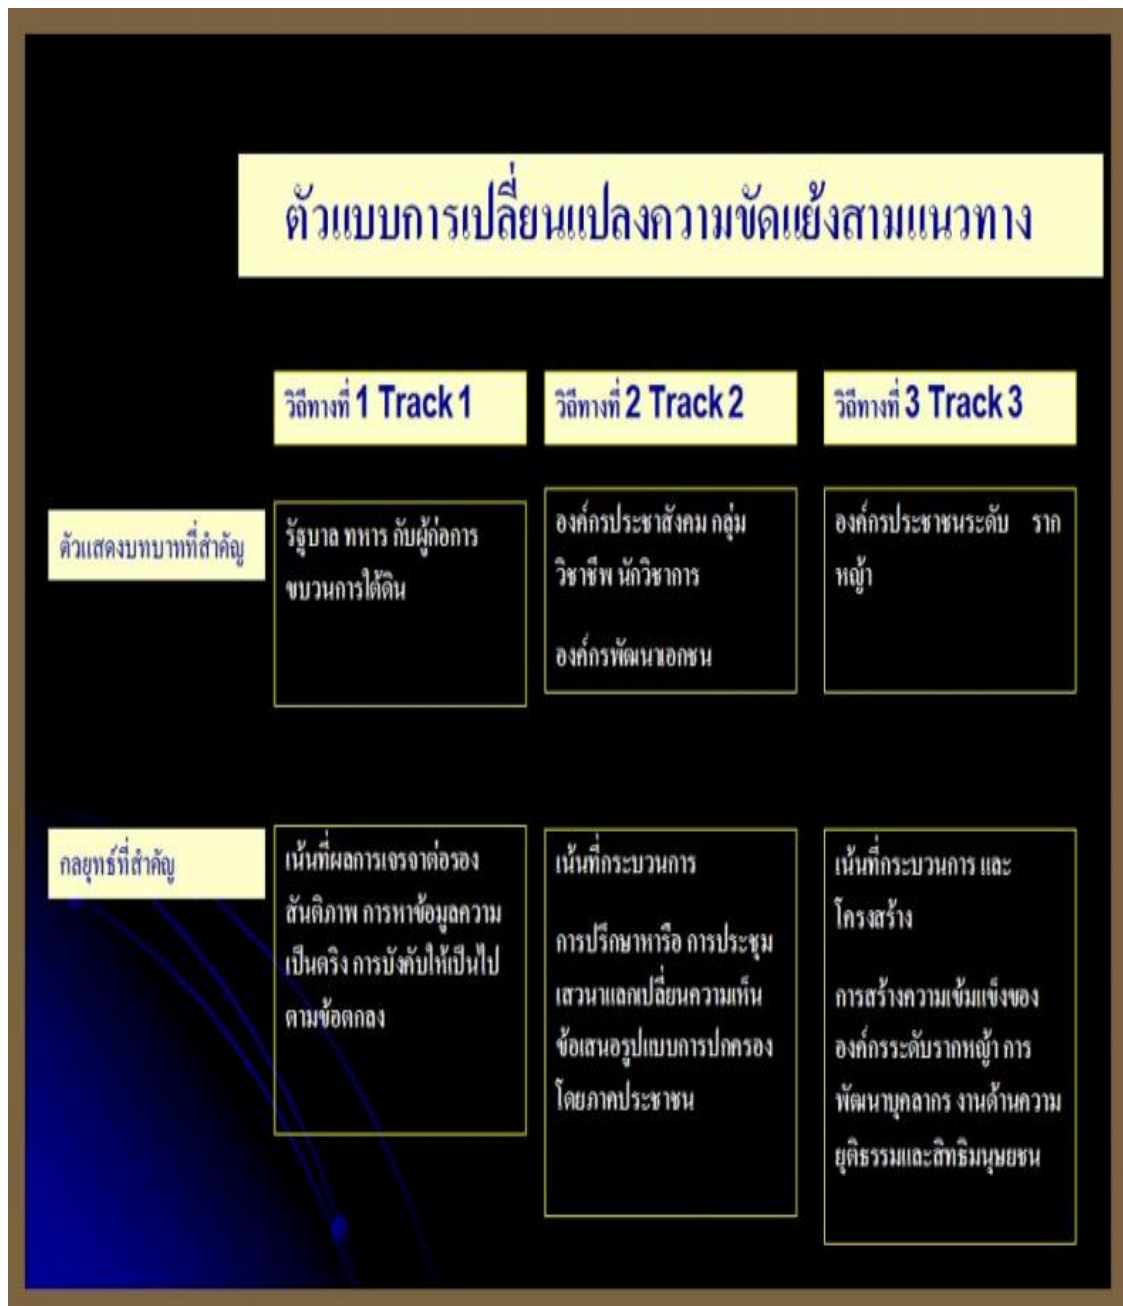 ตัวแบบการเปลี่ยนแปลงความขัดแย้งสามแนวทาง
วิถีทางที่ 1 Track 1
วิถีทางที่ 2 Track 2
วิถีทางที่ 3 Track 3
ตัวแสดงบทบาทที่สำคัญ
รัฐบาล ทหาร กับผู้ก่อการ
ขบวนการใต้ดิน
องค์กรประชาสังคม กลุ่ม
วิชาชีพ นักวิชาการ
องค์กรพัฒนาเอกชน
องค์กรประชาชนระดับ ราก
หญ้า
กลยุทธ์ที่สำคัญ
เน้นที่ผลการเจรจาต่อรอง
สันติภาพ การหาข้อมูลความ
เป็นตริง การบังคับให้เป็นไป
ตามข้อตกลง
เน้นที่กระบวนการ
การปรึกษาหารือ การประชุม
เสวนาแลกเปลี่ยนความเห็น
ข้อเสนอรูปแบบการปกครอง
โดยภาคประชาชน
เน้นที่กระบวนการ และ
โครงสร้าง
การสร้างความเข้มแข็งของ
องค์กรระดับรากหญ้า การ
พัฒนาบุคลากร งานด้านความ
ยุติธรรมและสิทธิมนุษยชน